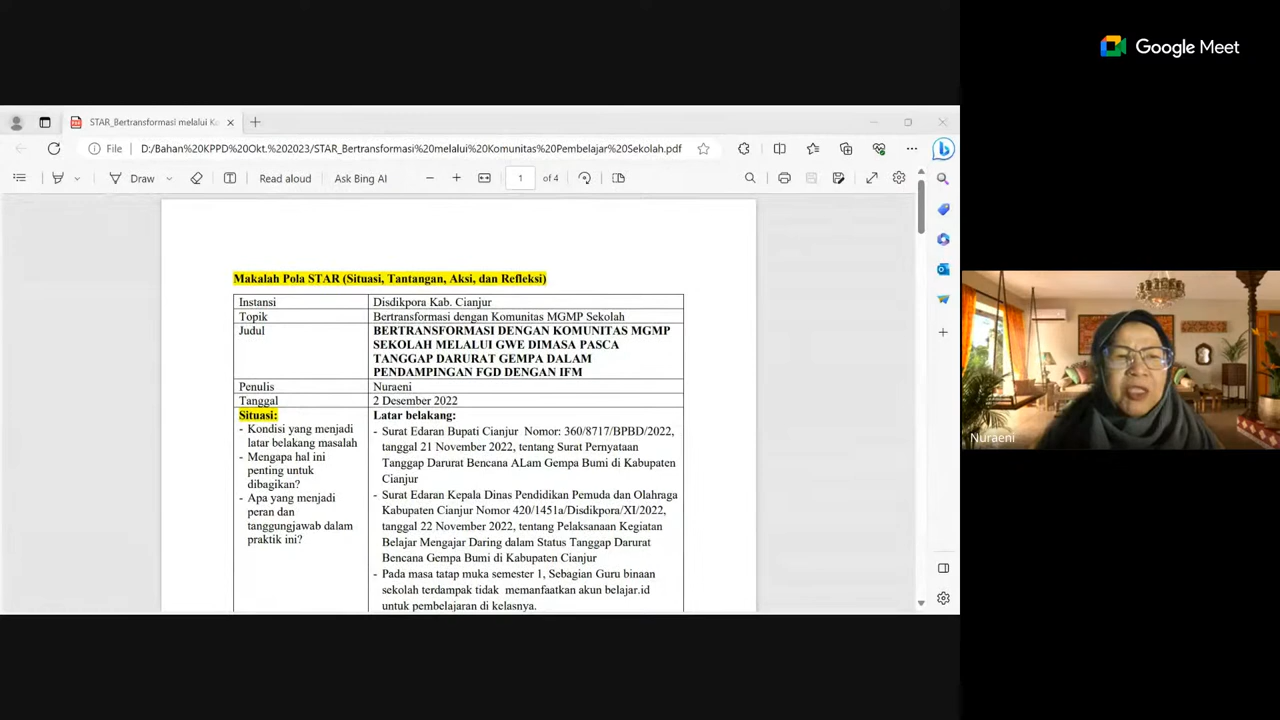 Google Meet
STAR_Bertransformasi melalui Ko
File
D:/Bahan%20KPPD%20Okt.%202023/STAR_Bertransformasi%20melalui%20Komunitas%20Pembelajar%20Sekolah.pdf
Draw
Read aloud
Ask Bing AI
1 of 4
Makalah Pola STAR (Situasi, Tantangan, Aksi, dan Refleksi)
Instansi Disdikpora Kab. Cianjur
Topik Bertransformasi dengan Komunitas MGMP Sekolah
Judul BERTRANSFORMASI DENGAN KOMUNITAS MGMP
SEKOLAH MELALUI GWE DIMASA PASCA
TANGGAP DARURAT GEMPA DALAM
PENDAMPINGAN FGD DENGAN IFM
Penulis Nuraeni
Tanggal 2 Desember 2022
Situasi:
- Kondisi yang menjadi
latar belakang masalah
- Mengapa hal ini
penting untuk
dibagikan?
- Apa yang menjadi
peran dan
tanggungjawab dalam
praktik ini?
Latar belakang:
- Surat Edaran Bupati Cianjur Nomor: 360/8717/BPBD/2022,
tanggal 21 November 2022, tentang Surat Pernyataan
Tanggap Darurat Bencana ALam Gempa Bumi di Kabupaten
Cianjur
- Surat Edaran Kepala Dinas Pendidikan Pemuda dan Olahraga
Kabupaten Cianjur Nomor 420/1451a/Disdikpora/XI/2022,
tanggal 22 November 2022, tentang Pelaksanaan Kegiatan
Belajar Mengajar Daring dalam Status Tanggap Darurat
Bencana Gempa Bumi di Kabupaten Cianjur
- Pada masa tatap muka semester 1, Sebagian Guru binaan
sekolah terdampak tidak memanfaatkan akun belajar.id
untuk pembelajaran di kelasnya.
Nuraeni